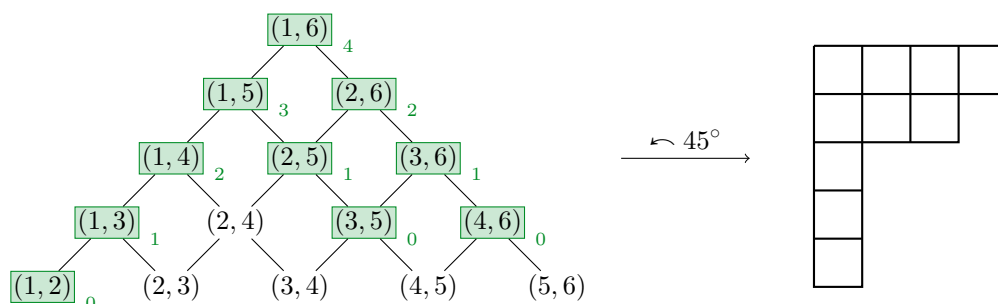 (1, 6) 4
(1, 5) 3 (2, 6) 2
(1, 4) 2 (2, 5) 1 (3, 6) 1
↶ 45°
(1, 3) 1 (2, 4) (3, 5) 0 (4, 6) 0
(1, 2) 0 (2, 3) (3, 4) (4, 5) (5, 6)